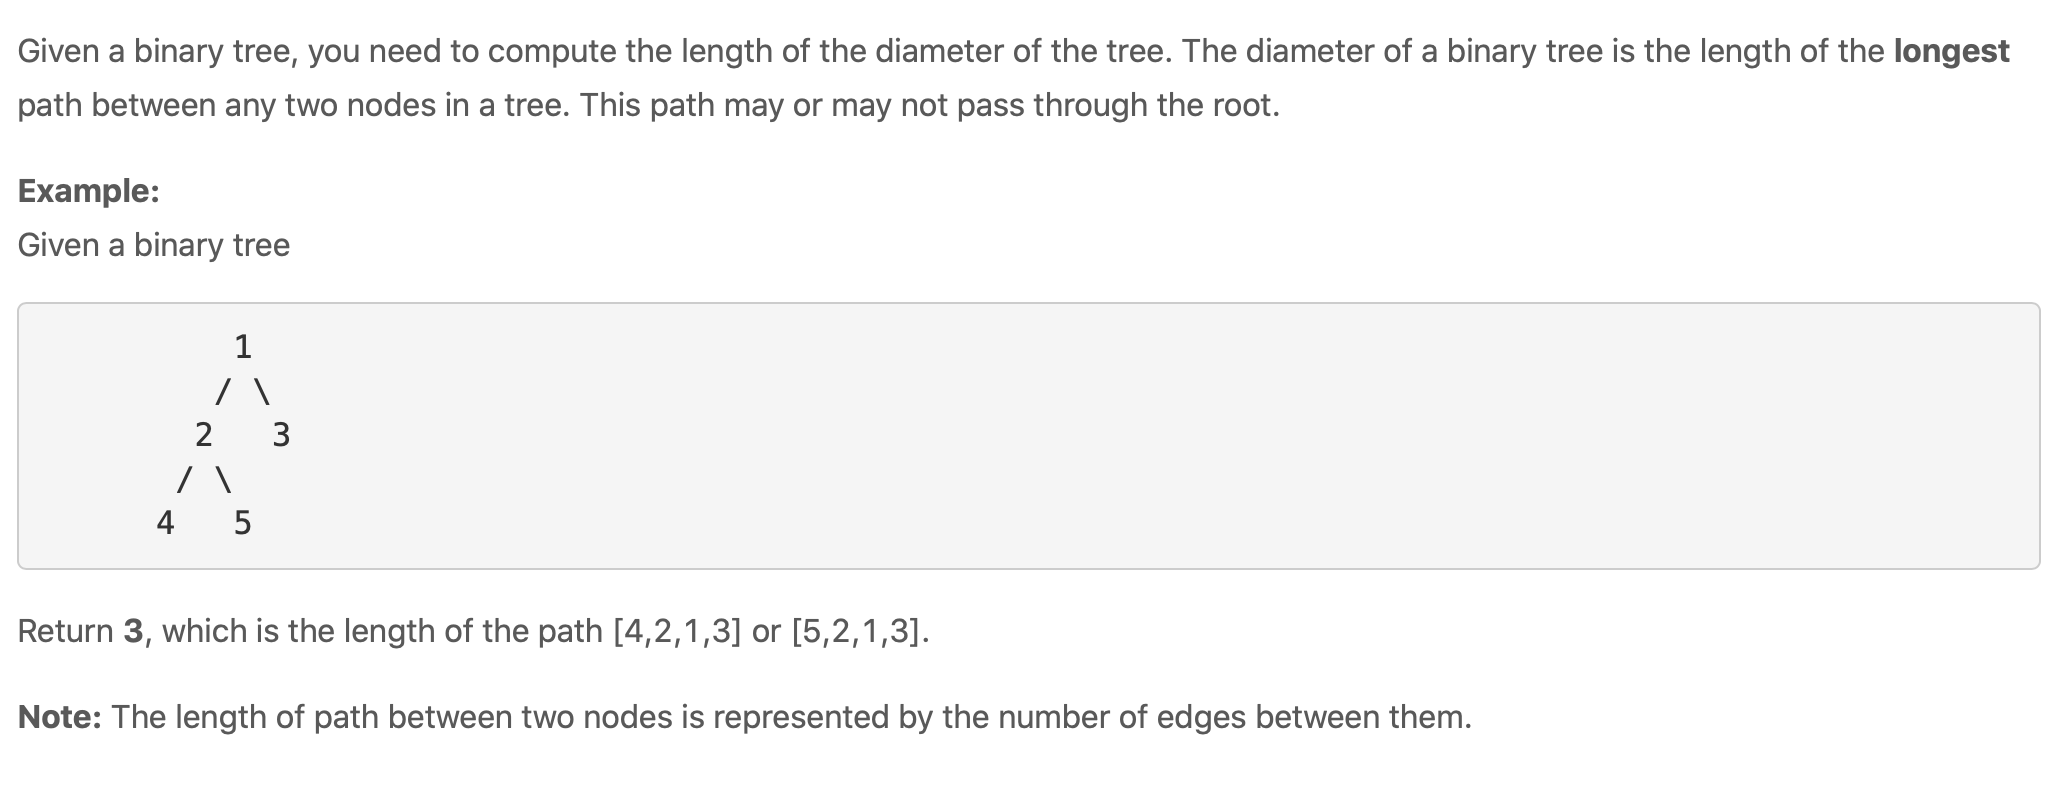 Given a binary tree, you need to compute the length of the diameter of the tree. The diameter of a binary tree is the length of the longest
path between any two nodes in a tree. This path may or may not pass through the root.
Example:
Given a binary tree
1
/ \
2   3
/ \
4   5
Return 3, which is the length of the path [4,2,1,3] or [5,2,1,3].
Note: The length of path between two nodes is represented by the number of edges between them.